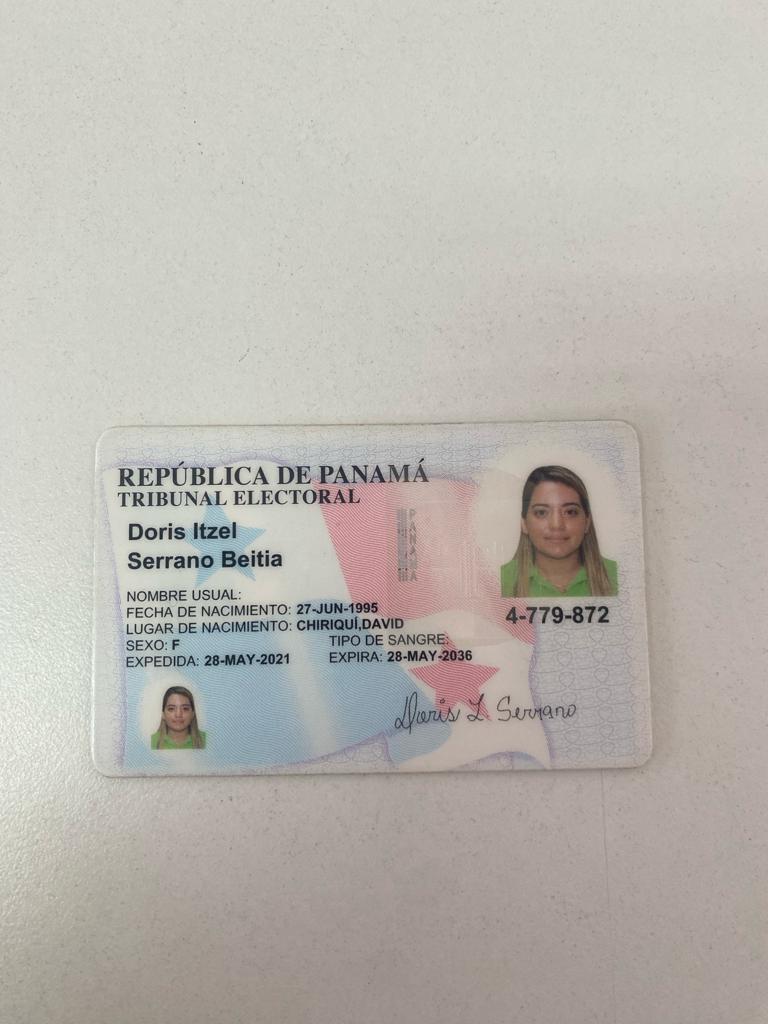 REPÚBLICA DE PANAMÁ
TRIBUNAL ELECTORAL
Doris Itzel
Serrano Beitia
NOMBRE USUAL:
FECHA DE NACIMIENTO: 27-JUN-1995
LUGAR DE NACIMIENTO: CHIRIQUÍ,DAVID
SEXO: F TIPO DE SANGRE:
EXPEDIDA: 28-MAY-2021 EXPIRA: 28-MAY-2036
PANAMA
4-779-872
Doris I. Serrano